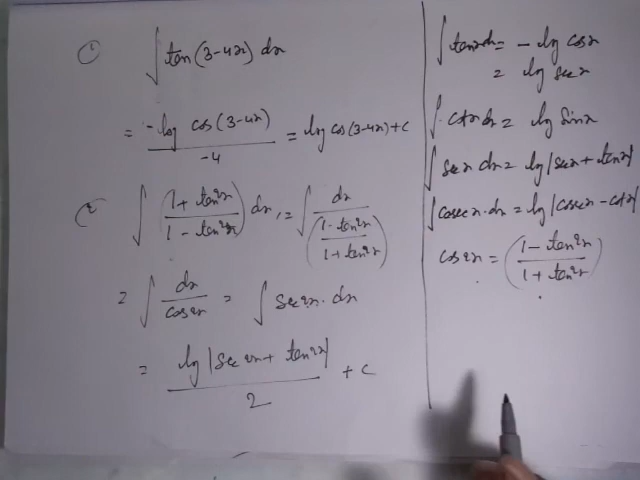 ① ∫ tan(3-4x) dx
= -log cos(3-4x) / -4 = log cos(3-4x) + c
② ∫ (1+tan²x / 1-tan²x) dx = ∫ dx / (1-tan²x / 1+tan²x)
= ∫ dx / cos2x = ∫ sec2x · dx
= log |sec2x + tan2x| / 2 + c
∫ tanx dx = -log cosx
= log secx
∫ cotx dx = log sinx
∫ secx dx = log |secx + tanx|
∫ cosecx · dx = log |cosecx - cotx|
cos2x = (1-tan²x / 1+tan²x)